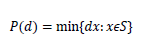 P(d) = min{dx: xϵS}